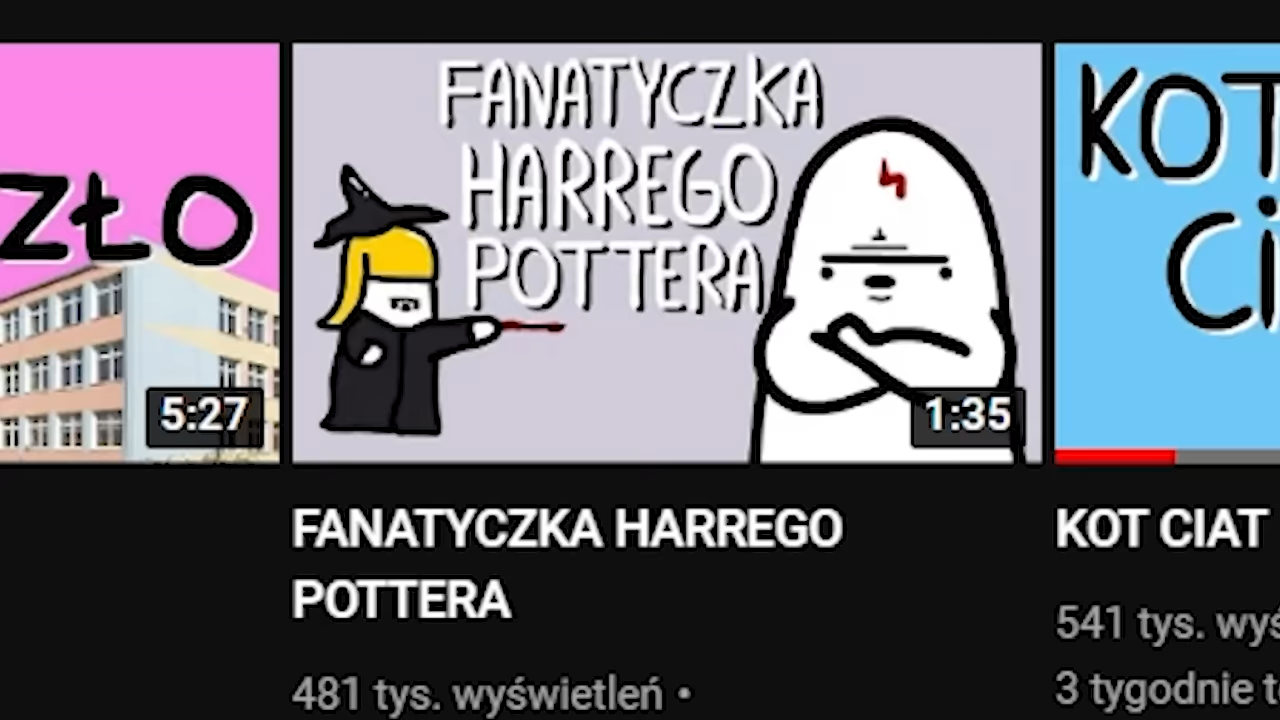 FANATYCZKA
HARREGO
POTTERA
KOT
5:27
1:35
FANATYCZKA HARREGO
POTTERA
KOT CIAT
481 tys. wyświetleń •
541 tys.
3 tygodnie